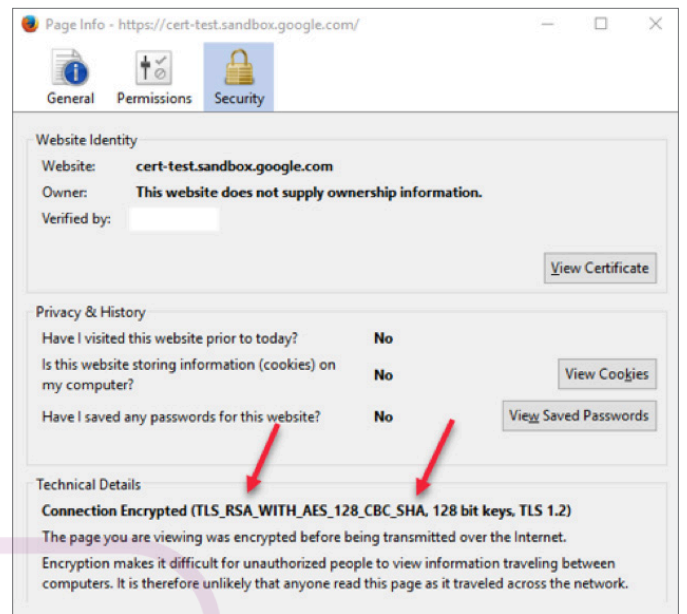 Page Info - https://cert-test.sandbox.google.com/
General Permissions Security
Website Identity
Website: cert-test.sandbox.google.com
Owner: This website does not supply ownership information.
Verified by:
View Certificate
Privacy & History
Have I visited this website prior to today? No
Is this website storing information (cookies) on
my computer? No View Cookies
Have I saved any passwords for this website? No View Saved Passwords
Technical Details
Connection Encrypted (TLS_RSA_WITH_AES_128_CBC_SHA, 128 bit keys, TLS 1.2)
The page you are viewing was encrypted before being transmitted over the Internet.
Encryption makes it difficult for unauthorized people to view information traveling between
computers. It is therefore unlikely that anyone read this page as it traveled across the network.